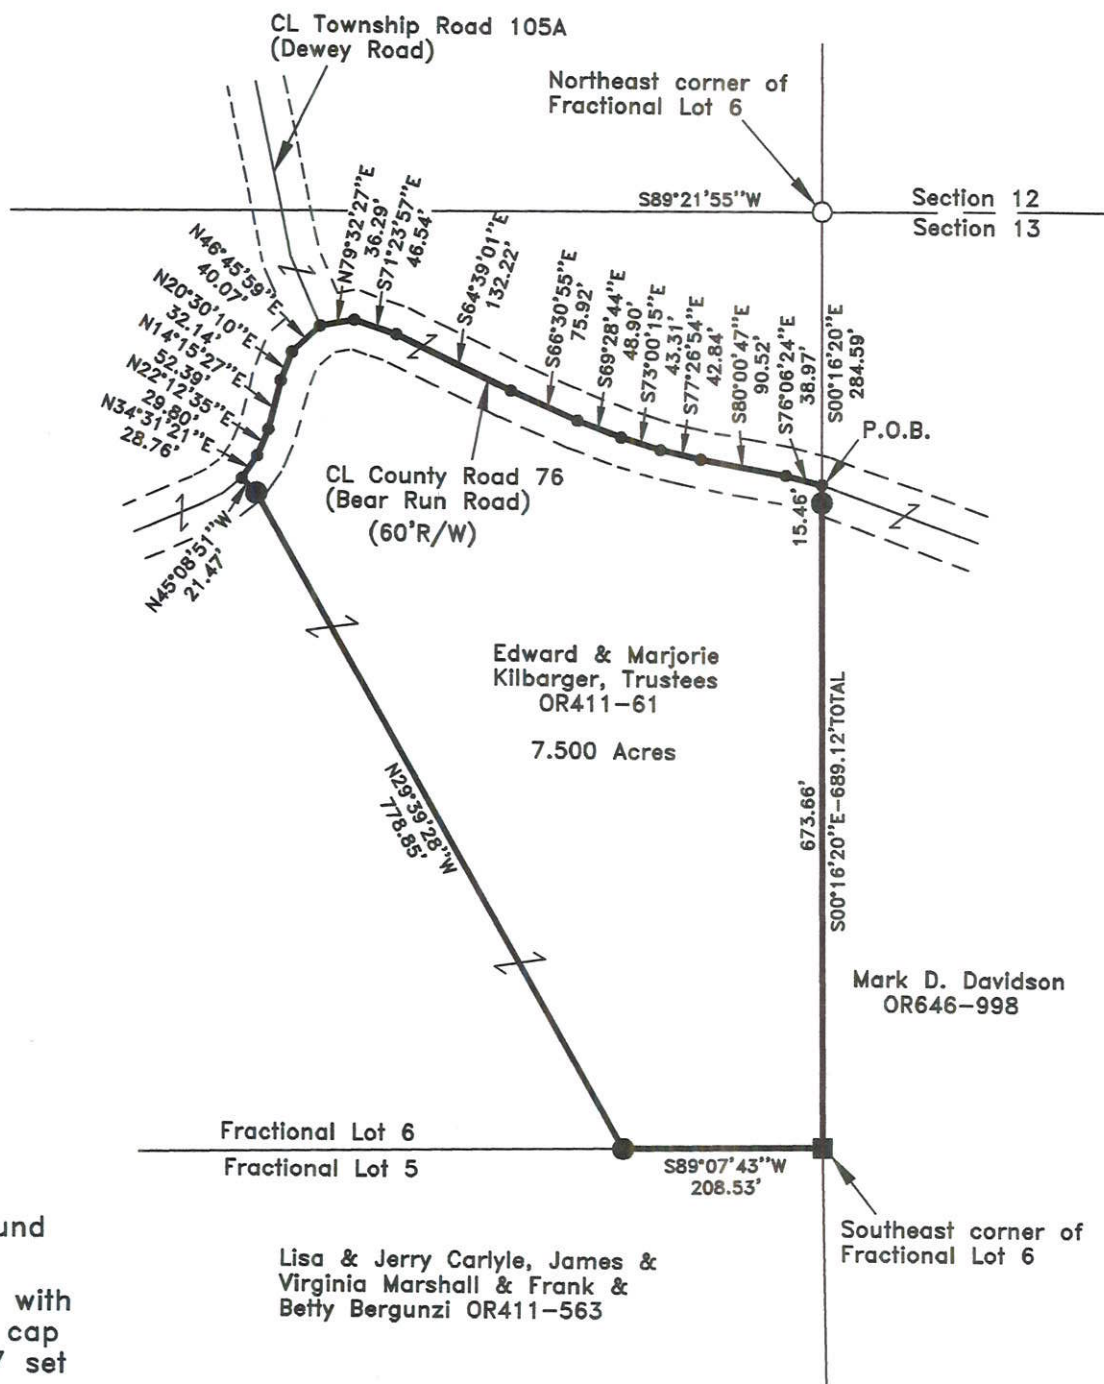 CL Township Road 105A
(Dewey Road)
Northeast corner of
Fractional Lot 6
S89°21'55"W
Section 12
Section 13
N46°45'59"E
40.07'
N20°30'10"E
32.14'
N14°15'27"E
52.39'
N22°12'35"E
29.80'
N34°31'21"E
28.76'
N45°08'51"W
21.47'
N79°32'27"E
36.29'
S71°23'57"E
46.54'
S64°39'01"E
132.22'
S66°30'55"E
75.92'
S69°28'44"E
48.90'
S73°00'15"E
43.31'
S77°26'54"E
42.84'
S80°00'47"E
90.52'
S76°06'24"E
38.97'
S00°16'20"E
284.59'
P.O.B.
15.46'
CL County Road 76
(Bear Run Road)
(60'R/W)
Edward & Marjorie
Kilbarger, Trustees
OR411-61
7.500 Acres
N29°39'28"W
778.85'
673.66'
S00°16'20"E-689.12'TOTAL
Mark D. Davidson
OR646-998
Fractional Lot 6
Fractional Lot 5
S89°07'43"W
208.53'
Southeast corner of
Fractional Lot 6
Lisa & Jerry Carlyle, James &
Virginia Marshall & Frank &
Betty Bergunzi OR411-563
und
with
cap
set